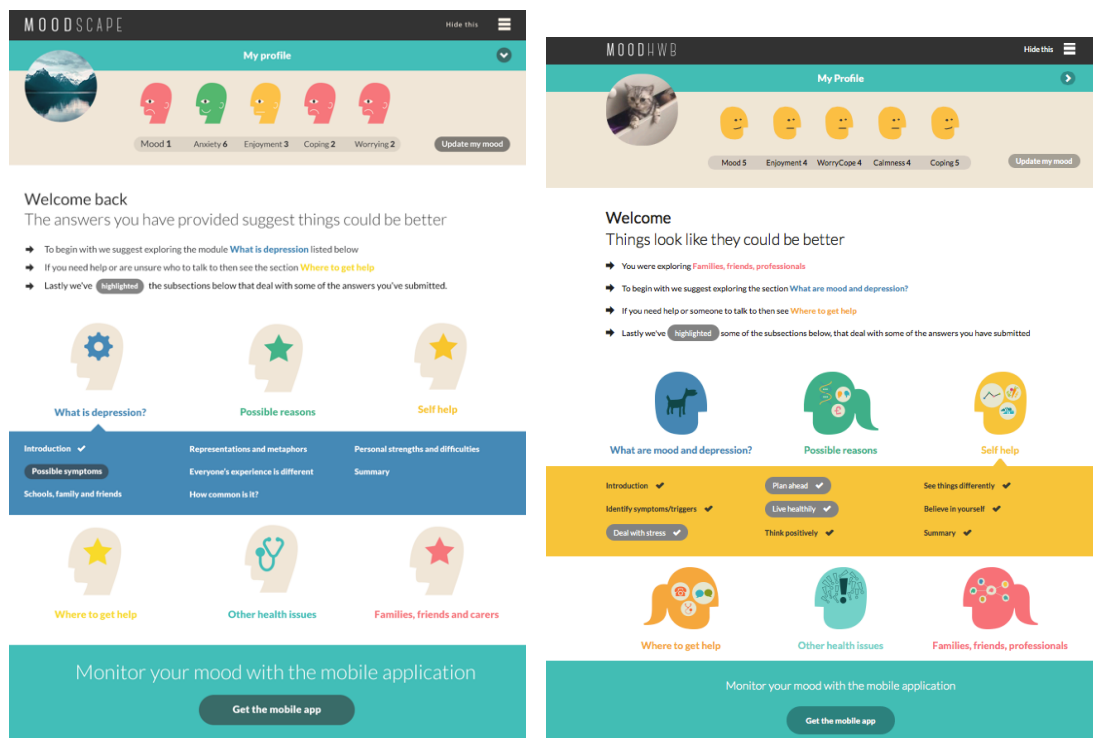 MOODSCAPE
Hide this
My profile
Mood 1
Anxiety 6
Enjoyment 3
Coping 2
Worrying 2
Update my mood
Welcome back
The answers you have provided suggest things could be better
To begin with we suggest exploring the module What is depression listed below
If you need help or are unsure who to talk to then see the section Where to get help
Lastly we've highlighted the subsections below that deal with some of the answers you've submitted.
What is depression?
Possible reasons
Self help
Introduction
Representations and metaphors
Personal strengths and difficulties
Possible symptoms
Everyone's experience is different
Summary
Schools, family and friends
How common is it?
Where to get help
Other health issues
Families, friends and carers
Monitor your mood with the mobile application
Get the mobile app
MOODHWB
Hide this
My Profile
Mood 5
Enjoyment 4
WorryCope 4
Calmness 4
Coping 5
Update my mood
Welcome
Things look like they could be better
You were exploring Families, friends, professionals
To begin with we suggest exploring the section What are mood and depression?
If you need help or someone to talk to then see Where to get help
Lastly we've highlighted some of the subsections below, that deal with some of the answers you have submitted
What are mood and depression?
Possible reasons
Self help
Introduction
Plan ahead
See things differently
Identify symptoms/triggers
Live healthily
Believe in yourself
Deal with stress
Think positively
Summary
Where to get help
Other health issues
Families, friends, professionals
Monitor your mood with the mobile application
Get the mobile app